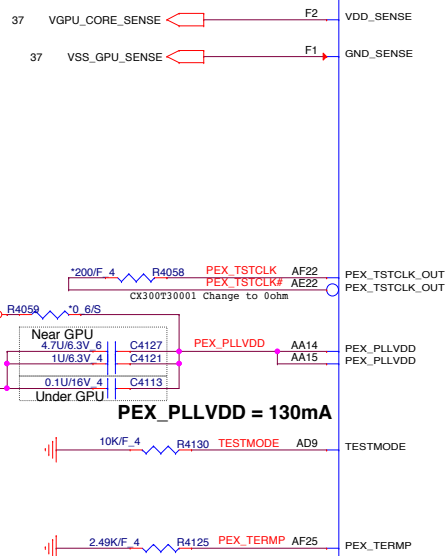 37 VGPU_CORE_SENSE F2 VDD_SENSE
37 VSS_GPU_SENSE F1 GND_SENSE
*200/F_4 R4058 PEX_TSTCLK AF22 PEX_TSTCLK_OUT
PEX_TSTCLK# AE22 PEX_TSTCLK_OUT
CX300T30001 Change to 0ohm
R4059 *0_6/S
Near GPU
4.7U/6.3V_6 C4127 PEX_PLLVDD AA14 PEX_PLLVDD
1U/6.3V_4 C4121 AA15 PEX_PLLVDD
0.1U/16V_4 C4113
Under GPU
PEX_PLLVDD = 130mA
10K/F_4 R4130 TESTMODE AD9 TESTMODE
2.49K/F_4 R4125 PEX_TERMP AF25 PEX_TERMP